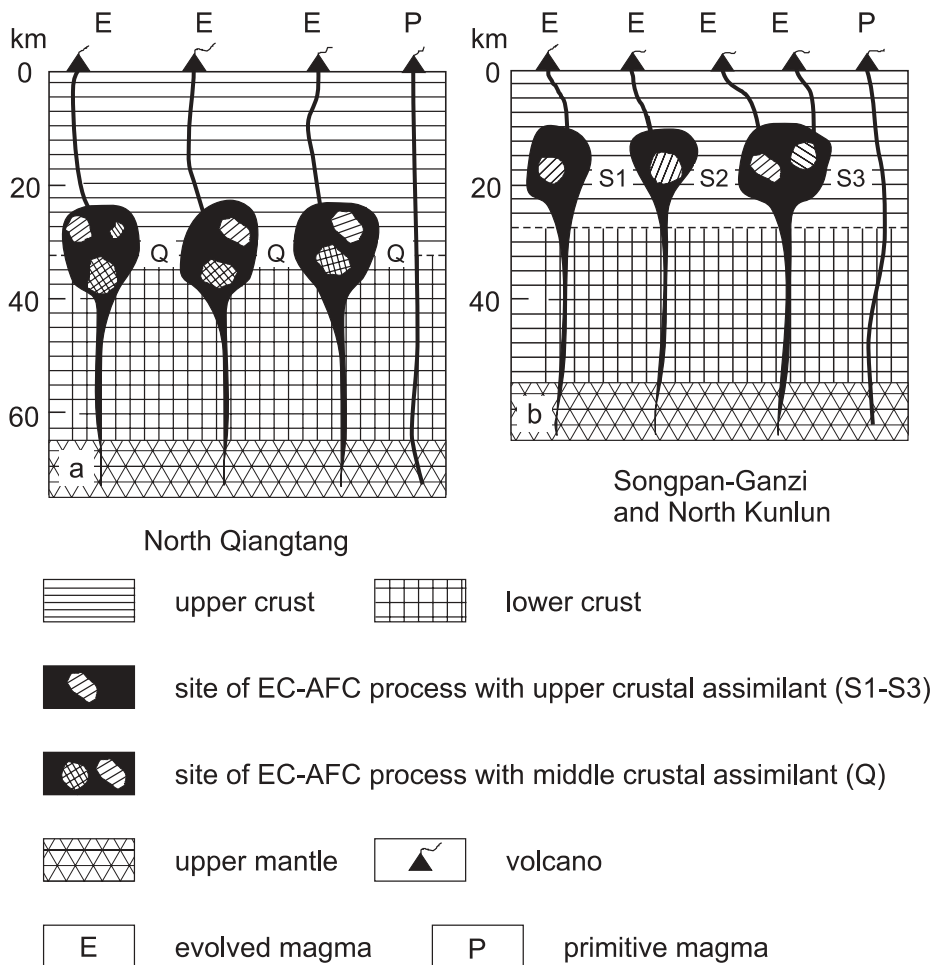 E E E P
km
0
20
40
60
Q Q Q
a
North Qiangtang
E E E E P
km
0
20
40
S1 S2 S3
b
Songpan-Ganzi
and North Kunlun
upper crust
lower crust
site of EC-AFC process with upper crustal assimilant (S1-S3)
site of EC-AFC process with middle crustal assimilant (Q)
upper mantle
volcano
E evolved magma
P primitive magma